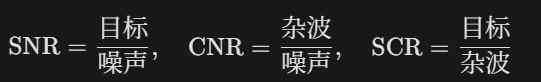 SNR = 目标/噪声, CNR = 杂波/噪声, SCR = 目标/杂波